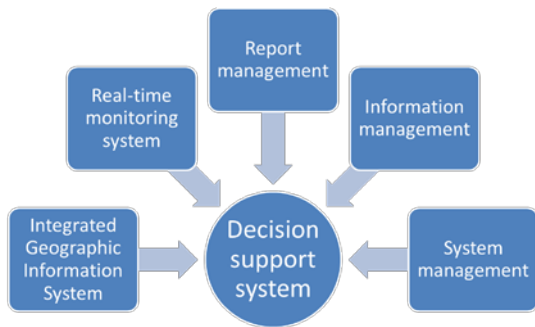 Report
management
Real-time
monitoring
system
Information
management
Integrated
Geographic
Information
System
Decision
support
system
System
management